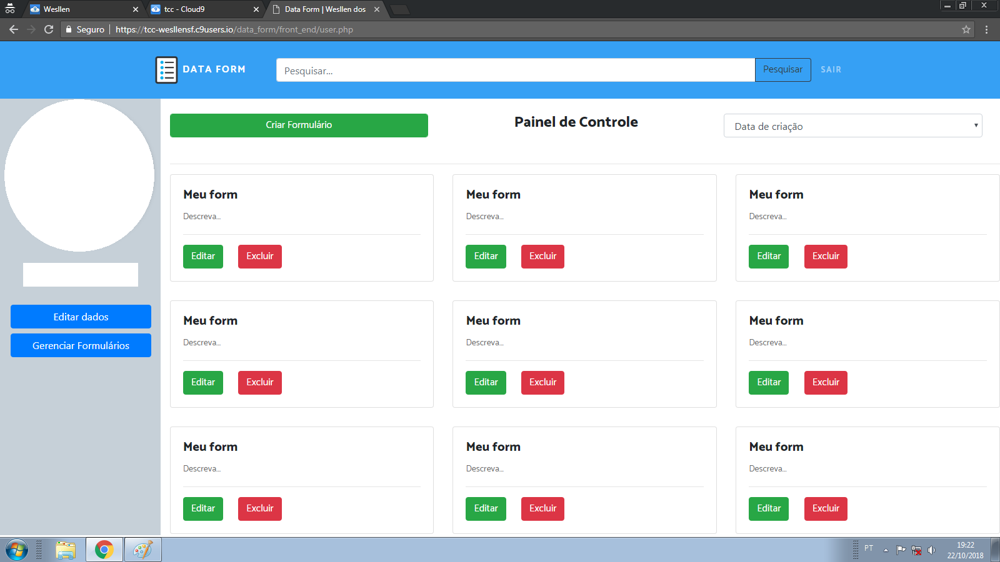 Wesllen
tcc - Cloud9
Data Form | Wesllen dos
Seguro
https://tcc-wesllensf.c9users.io/data_form/front_end/user.php
DATA FORM
Pesquisar...
Pesquisar
SAIR
Criar Formulário
Painel de Controle
Data de criação
Editar dados
Gerenciar Formulários
Meu form
Descreva...
Editar
Excluir
Meu form
Descreva...
Editar
Excluir
Meu form
Descreva...
Editar
Excluir
Meu form
Descreva...
Editar
Excluir
Meu form
Descreva...
Editar
Excluir
Meu form
Descreva...
Editar
Excluir
Meu form
Descreva...
Editar
Excluir
Meu form
Descreva...
Editar
Excluir
Meu form
Descreva...
Editar
Excluir
PT
19:22
22/10/2018